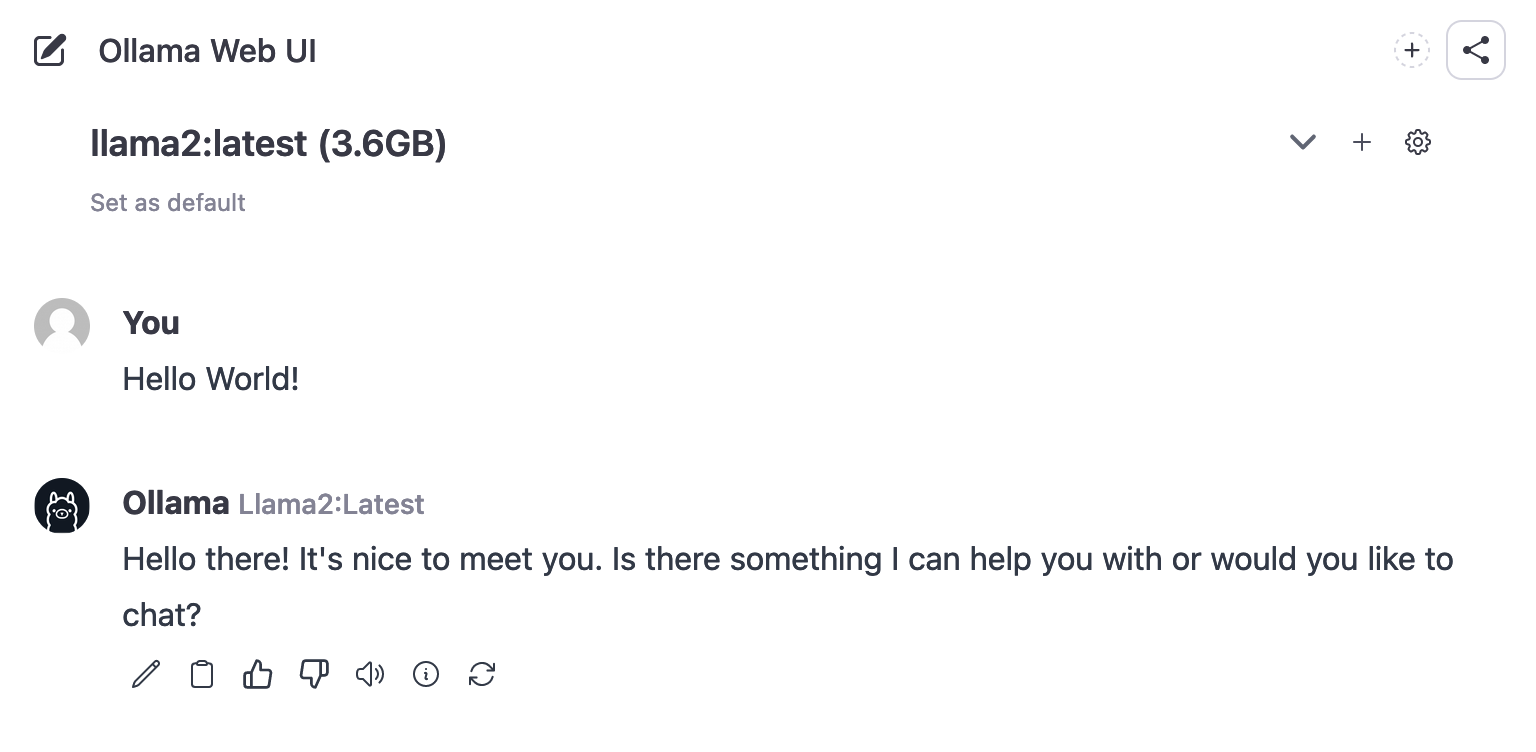 Ollama Web UI
llama2:latest (3.6GB)
Set as default
You
Hello World!
Ollama Llama2:Latest
Hello there! It's nice to meet you. Is there something I can help you with or would you like to
chat?